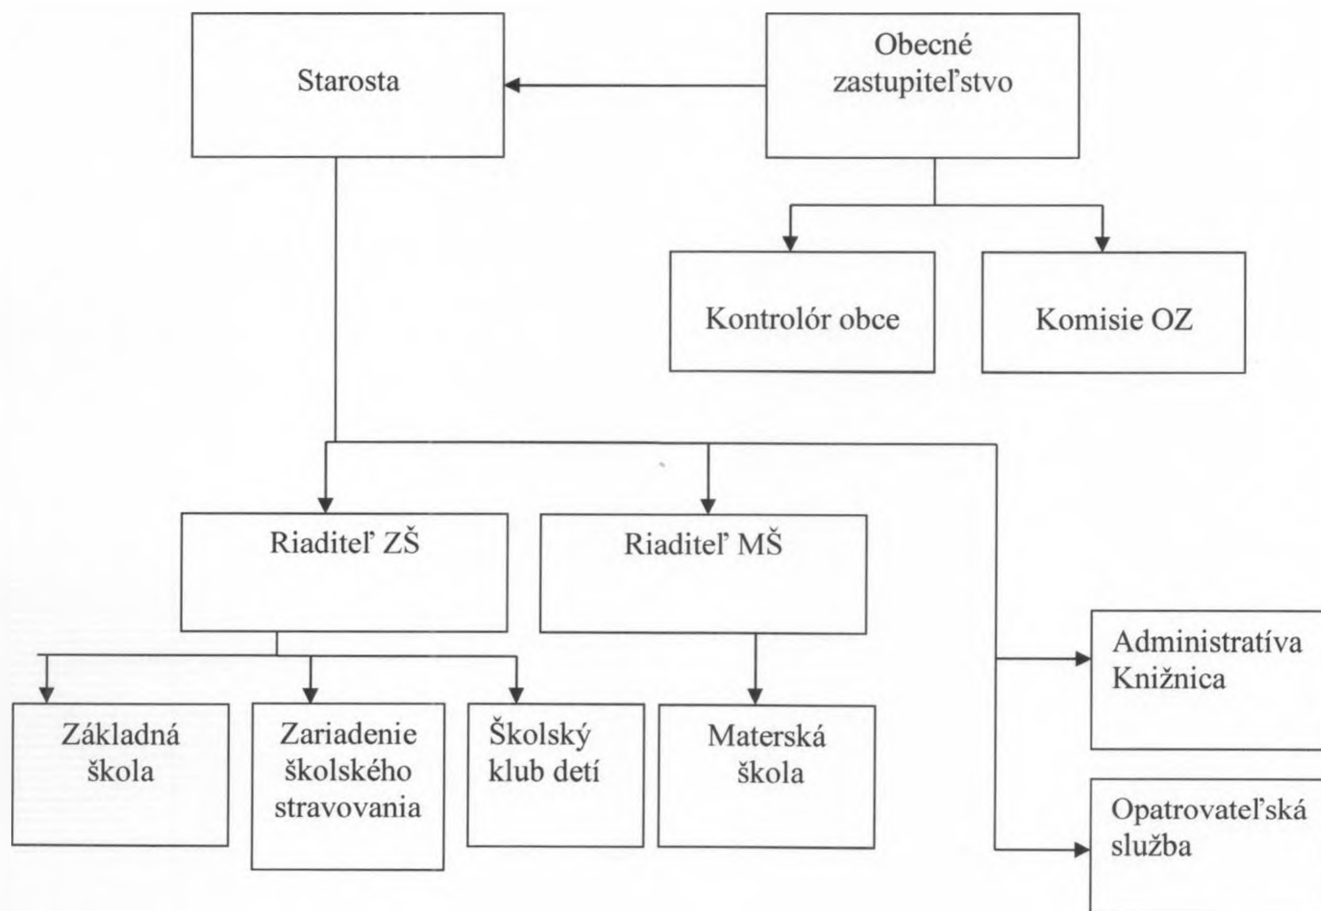 Starosta
Obecné
zastupiteľstvo
Kontrolór obce
Komisie OZ
Riaditeľ ZŠ
Riaditeľ MŠ
Administratíva
Knižnica
Základná
škola
Zariadenie
školského
stravovania
Školský
klub detí
Materská
škola
Opatrovateľská
služba